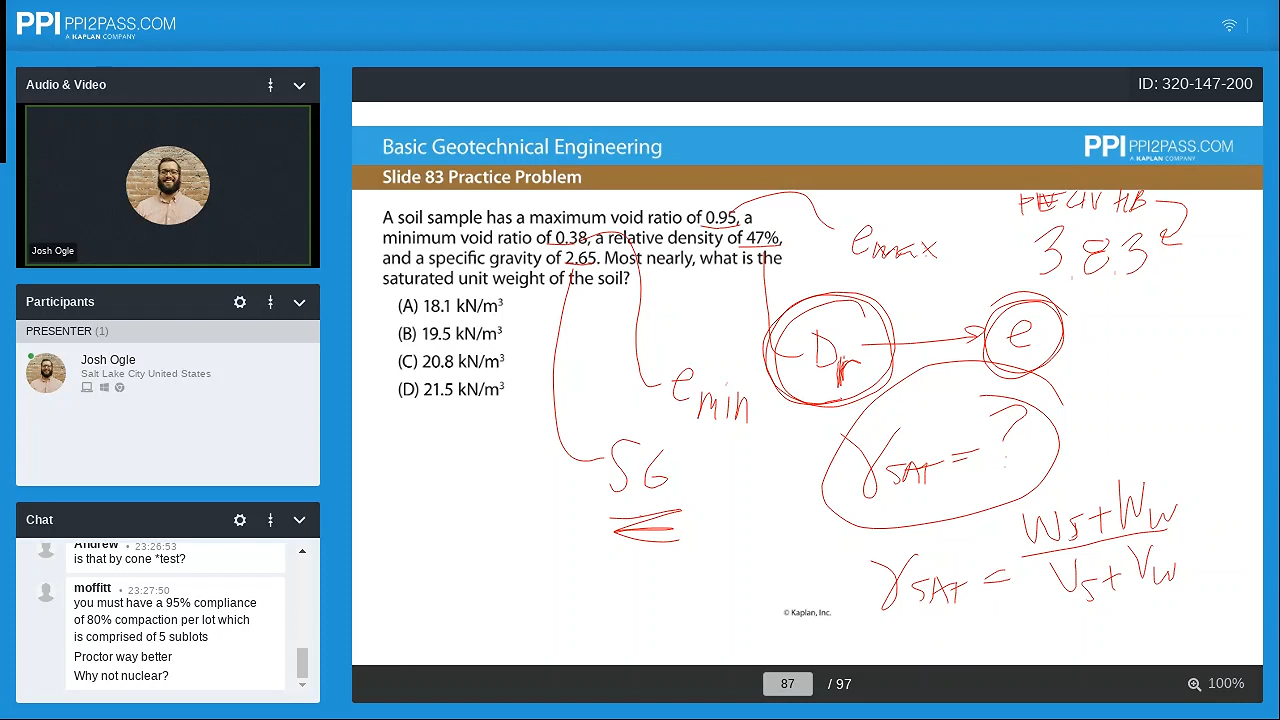 PPI PPI2PASS.COM
A KAPLAN COMPANY
Audio & Video
Josh Ogle
Participants
PRESENTER (1)
Josh Ogle
Salt Lake City United States
Chat
Andrew • 23:26:53
is that by cone *test?
moffitt • 23:27:50
you must have a 95% compliance
of 80% compaction per lot which
is comprised of 5 sublots
Proctor way better
Why not nuclear?
ID: 320-147-200
Basic Geotechnical Engineering
PPI PPI2PASS.COM
A KAPLAN COMPANY
Slide 83 Practice Problem
A soil sample has a maximum void ratio of 0.95, a
minimum void ratio of 0.38, a relative density of 47%,
and a specific gravity of 2.65. Most nearly, what is the
saturated unit weight of the soil?
(A) 18.1 kN/m³
(B) 19.5 kN/m³
(C) 20.8 kN/m³
(D) 21.5 kN/m³
HB
3.8.3
e max
Dr
e
e min
γSAT = ?
SG
γSAT = Ws+Ww
Vs+Vw
© Kaplan, Inc.
87 / 97
100%